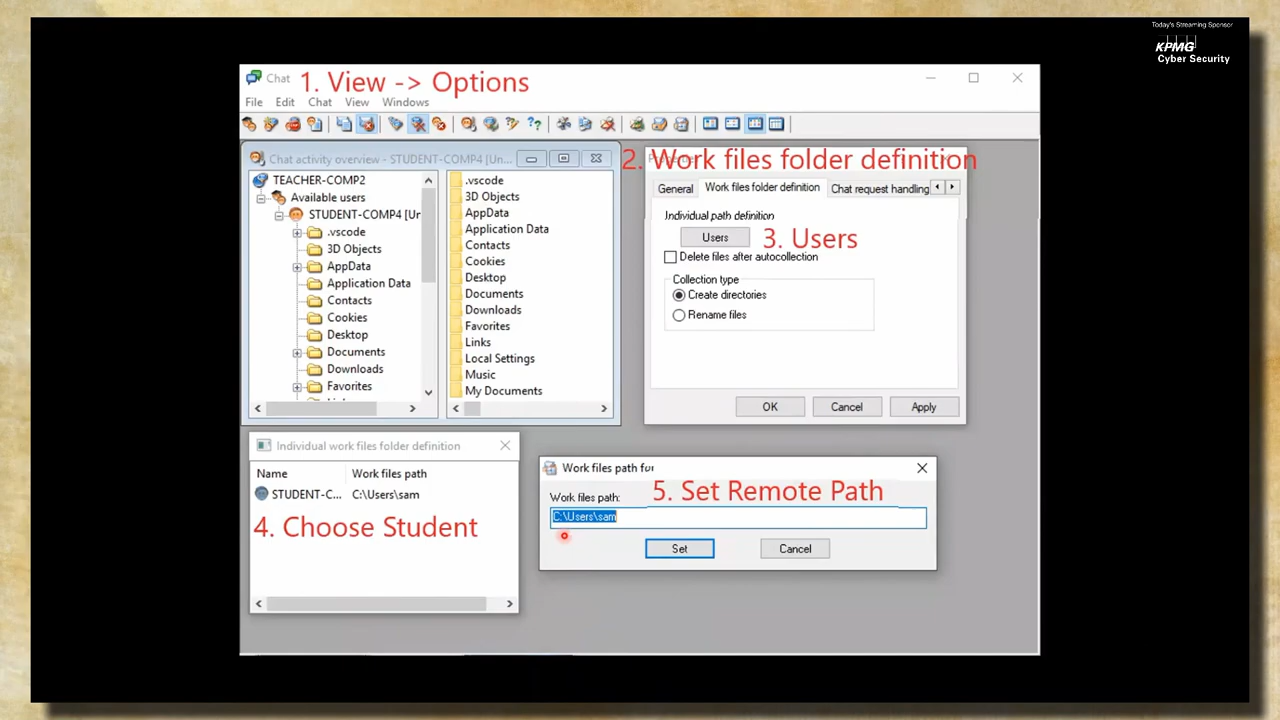 Today's Streaming Sponsor
KPMG
Cyber Security
Chat
1. View -> Options
File Edit Chat View Windows
Chat activity overview - STUDENT-COMP4 [Un...
TEACHER-COMP2
Available users
STUDENT-COMP4 [Ur
.vscode
3D Objects
AppData
Application Data
Contacts
Cookies
Desktop
Documents
Downloads
Favorites
.vscode
3D Objects
AppData
Application Data
Contacts
Cookies
Desktop
Documents
Downloads
Favorites
Links
Local Settings
Music
My Documents
2. Work files folder definition
General Work files folder definition Chat request handling
Individual path definition
Users
3. Users
Delete files after autocollection
Collection type
Create directories
Rename files
OK Cancel Apply
Individual work files folder definition
Name Work files path
STUDENT-C... C:\Users\sam
4. Choose Student
Work files path for
Work files path:
5. Set Remote Path
C:\Users\sam
Set Cancel